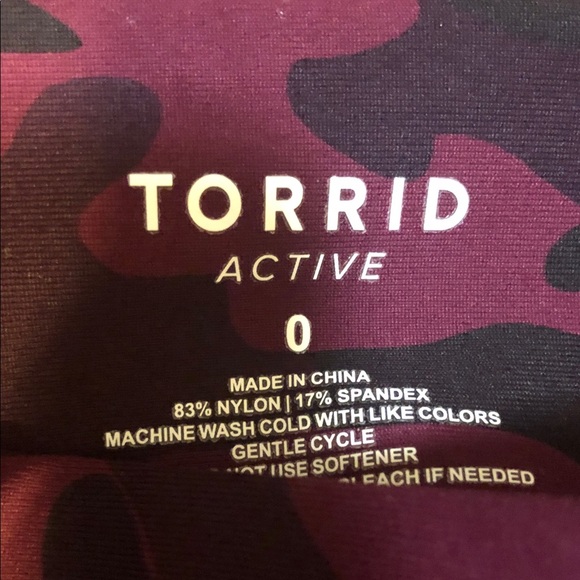 TORRID
ACTIVE
0
MADE IN CHINA
83% NYLON | 17% SPANDEX
MACHINE WASH COLD WITH LIKE COLORS
GENTLE CYCLE
NOT USE SOFTENER
BLEACH IF NEEDED